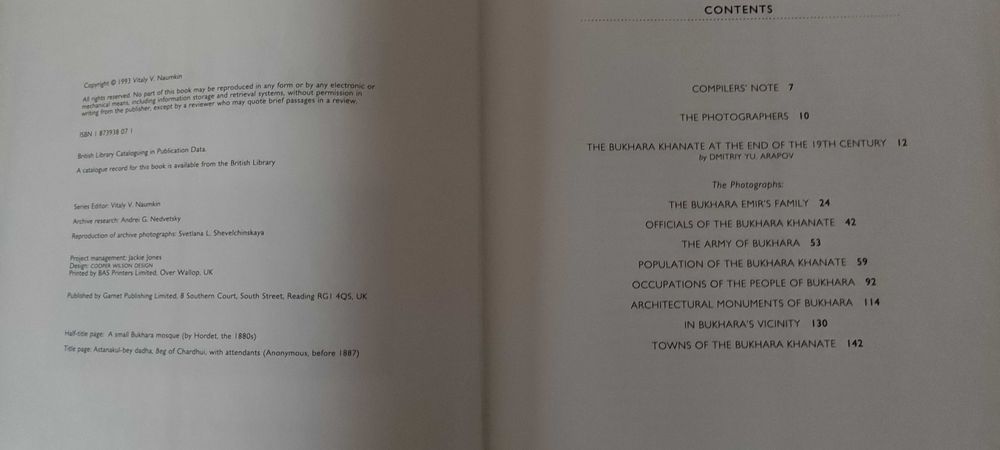 Copyright © 1993 Vitaly V. Naumkin
All rights reserved. No part of this book may be reproduced in any form or by any electronic or
mechanical means, including information storage and retrieval systems, without permission in
writing from the publisher, except by a reviewer who may quote brief passages in a review.
ISBN 1 873938 07 1
British Library Cataloguing in Publication Data.
A catalogue record for this book is available from the British Library
Series Editor: Vitaly V. Naumkin
Archive research: Andrei G. Nedvetsky
Reproduction of archive photographs: Svetlana L. Shevelchinskaya
Project management: Jackie Jones
Design: COOPER WILSON DESIGN
Printed by BAS Printers Limited, Over Wallop, UK
Published by Garnet Publishing Limited, 8 Southern Court, South Street, Reading RG1 4QS, UK
Half-title page: A small Bukhara mosque (by Hordet, the 1880s)
Title page: Astanakul-bey dadha, Beg of Chardhui, with attendants (Anonymous, before 1887)
CONTENTS
COMPILERS' NOTE 7
THE PHOTOGRAPHERS 10
THE BUKHARA KHANATE AT THE END OF THE 19TH CENTURY 12
by DMITRIY YU. ARAPOV
The Photographs:
THE BUKHARA EMIR'S FAMILY 24
OFFICIALS OF THE BUKHARA KHANATE 42
THE ARMY OF BUKHARA 53
POPULATION OF THE BUKHARA KHANATE 59
OCCUPATIONS OF THE PEOPLE OF BUKHARA 92
ARCHITECTURAL MONUMENTS OF BUKHARA 114
IN BUKHARA'S VICINITY 130
TOWNS OF THE BUKHARA KHANATE 142